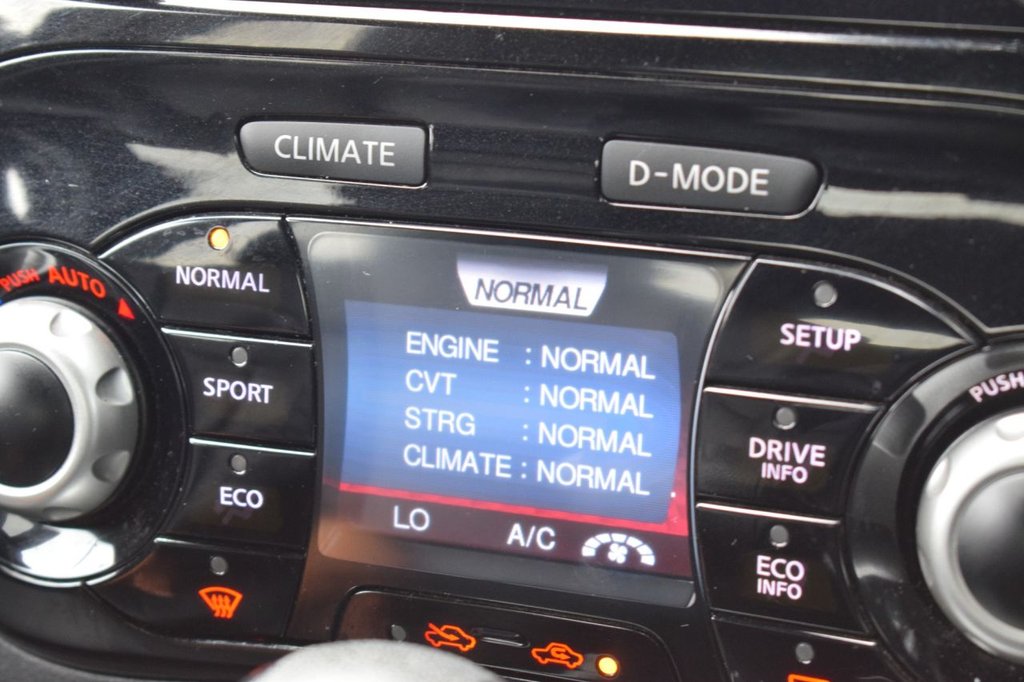 CLIMATE
D-MODE
PUSH AUTO
NORMAL
SPORT
ECO
NORMAL
ENGINE : NORMAL
CVT : NORMAL
STRG : NORMAL
CLIMATE : NORMAL
LO A/C
SETUP
DRIVE
INFO
ECO
INFO
PUSH